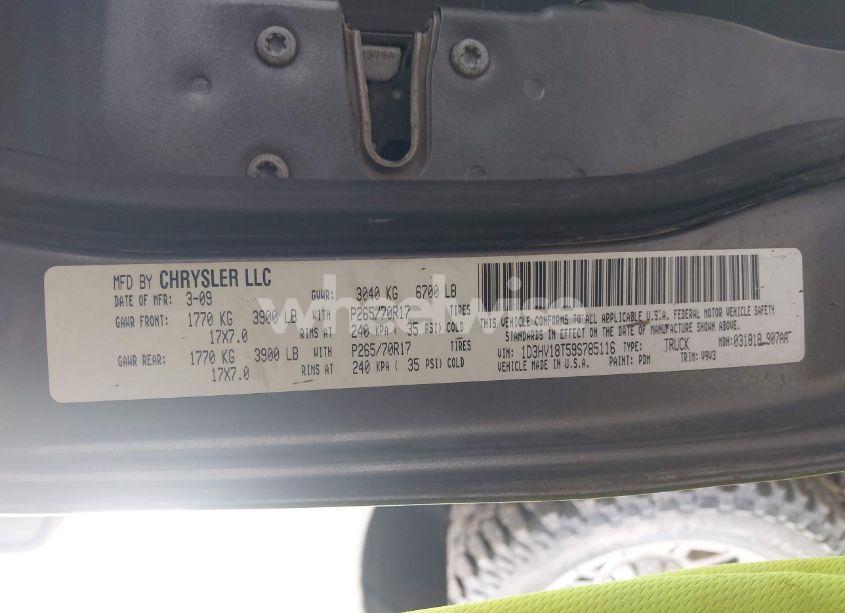 1379A
MFD BY CHRYSLER LLC
DATE OF MFR: 3-09 GVWR: 3040 KG 6700 LB
GAWR FRONT: 1770 KG 3900 LB WITH P265/70R17 TIRES
17X7.0 RIMS AT 240 KPA ( 35 PSI) COLD
GAWR REAR: 1770 KG 3900 LB WITH P265/70R17 TIRES
17X7.0 RIMS AT 240 KPA ( 35 PSI) COLD
THIS VEHICLE CONFORMS TO ALL APPLICABLE U.S.A. FEDERAL MOTOR VEHICLE SAFETY
STANDARDS IN EFFECT ON THE DATE OF MANUFACTURE SHOWN ABOVE.
VIN: 1D3HV18T59S785116 TYPE: TRUCK MDH: 031818 907AA
VEHICLE MADE IN U.S.A. PAINT: PDM TRIM: V9V3
wheelwise